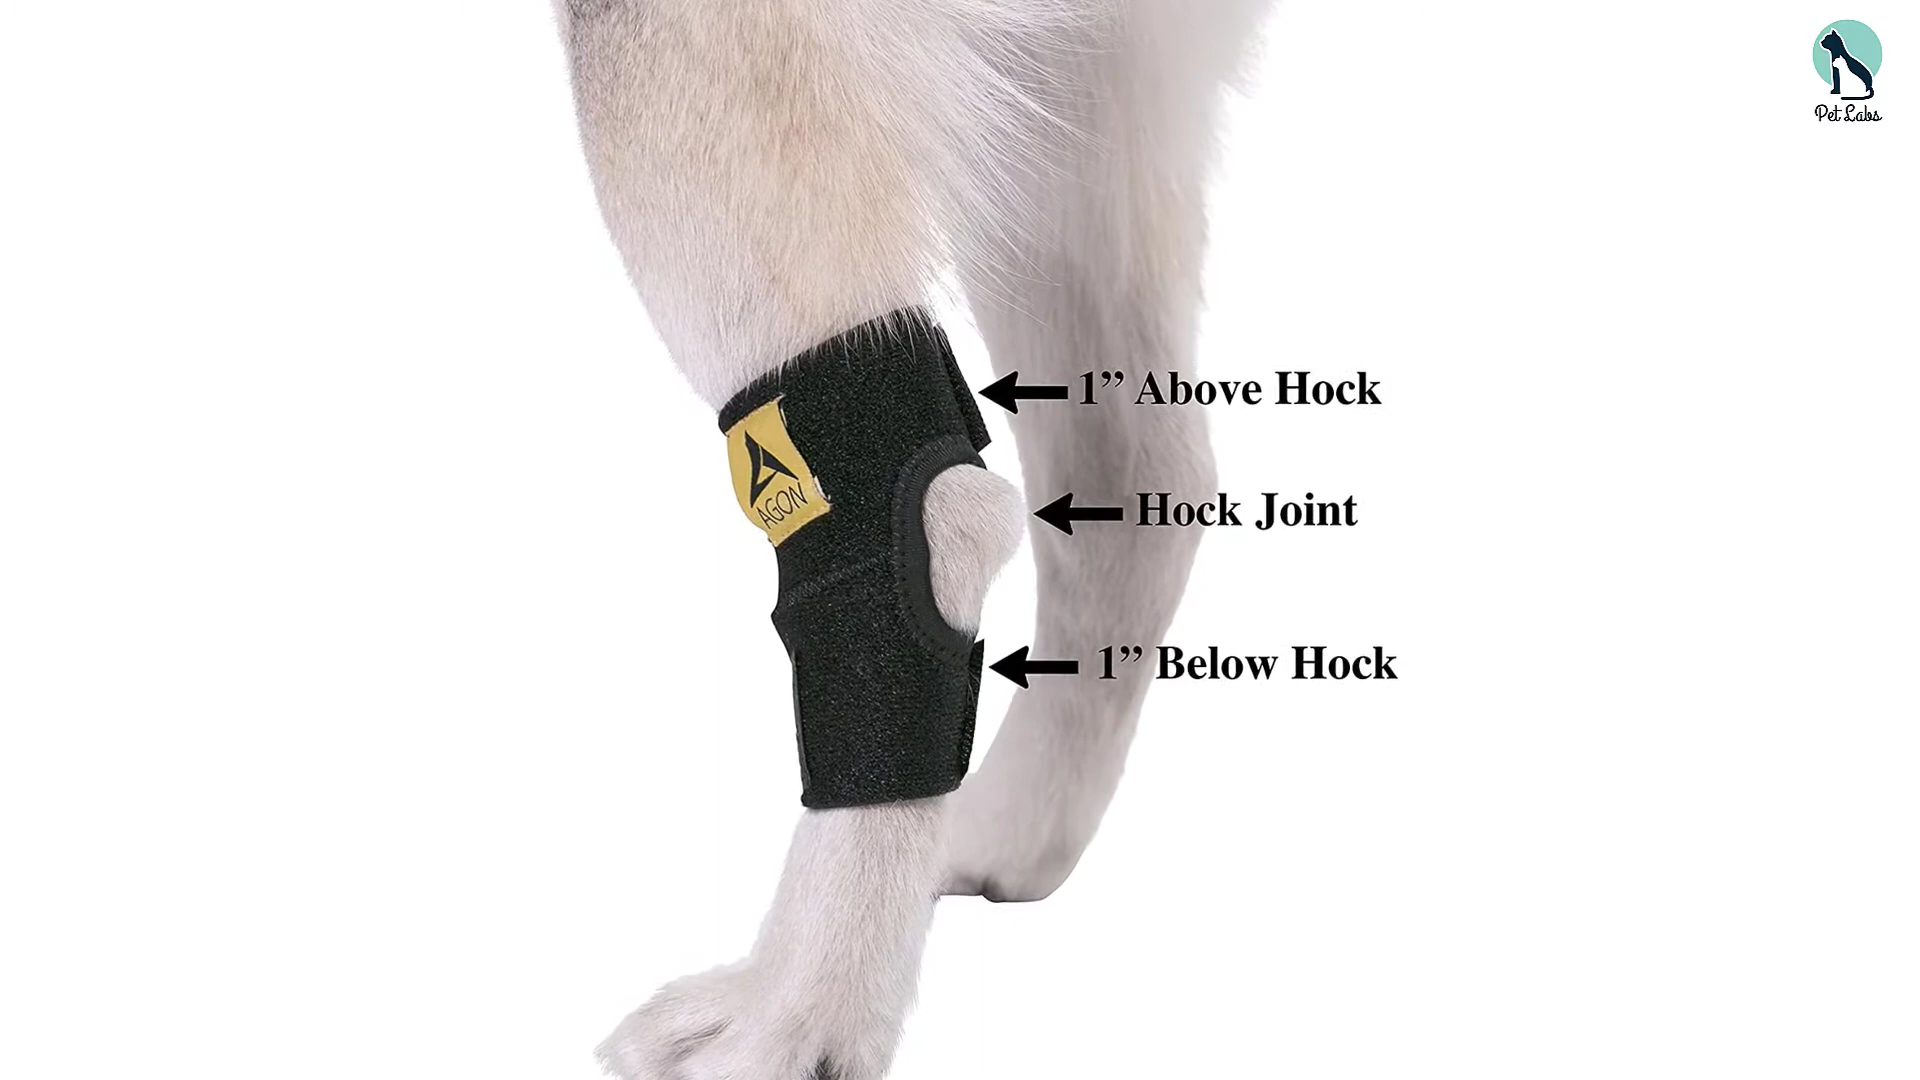 Pet Labs
1” Above Hock
AGON
Hock Joint
1” Below Hock